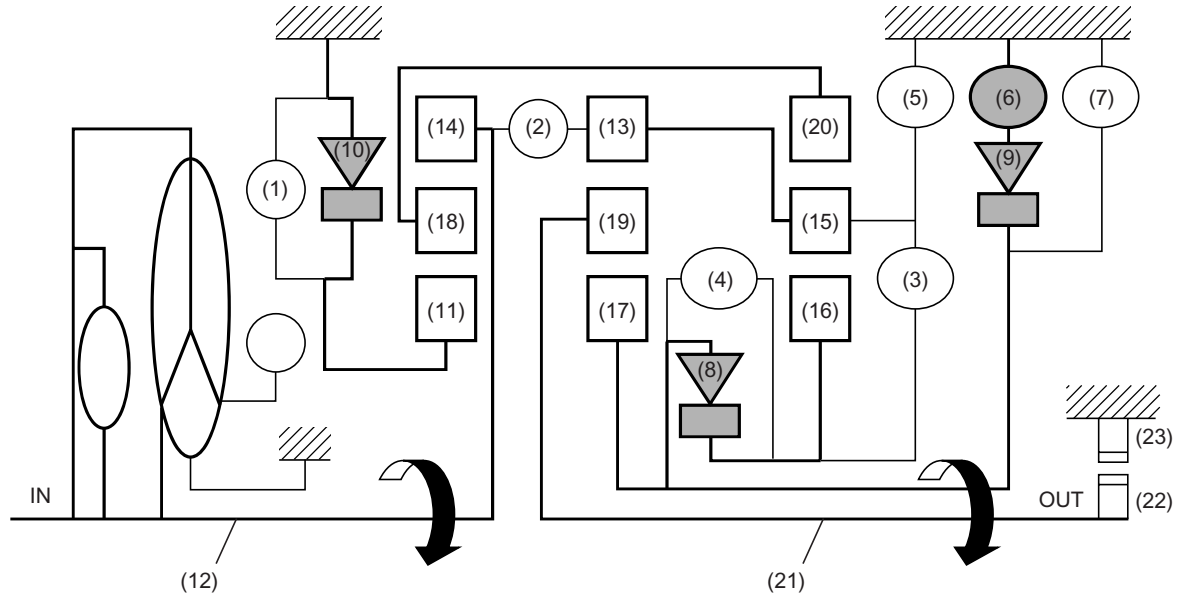 (5) (6) (7)
(14) (2) (13) (20)
(10) (9)
(1)
(18) (19) (15)
(4) (3)
(11) (17) (16)
(8)
(23)
IN OUT (22)
(12) (21)